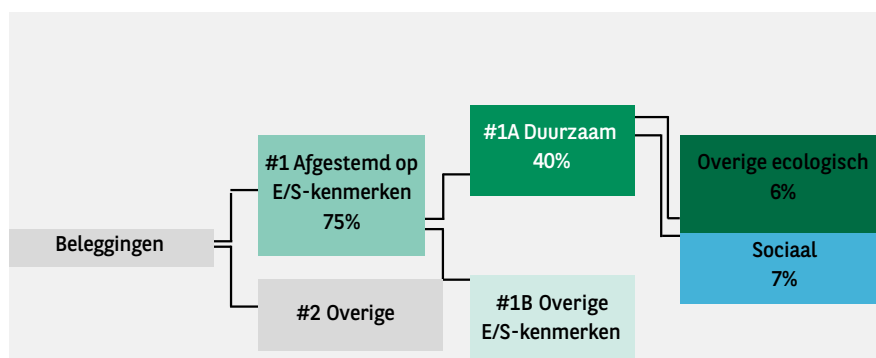 Beleggingen
#1 Afgestemd op
E/S-kenmerken
75%
#2 Overige
#1A Duurzaam
40%
#1B Overige
E/S-kenmerken
Overige ecologisch
6%
Sociaal
7%